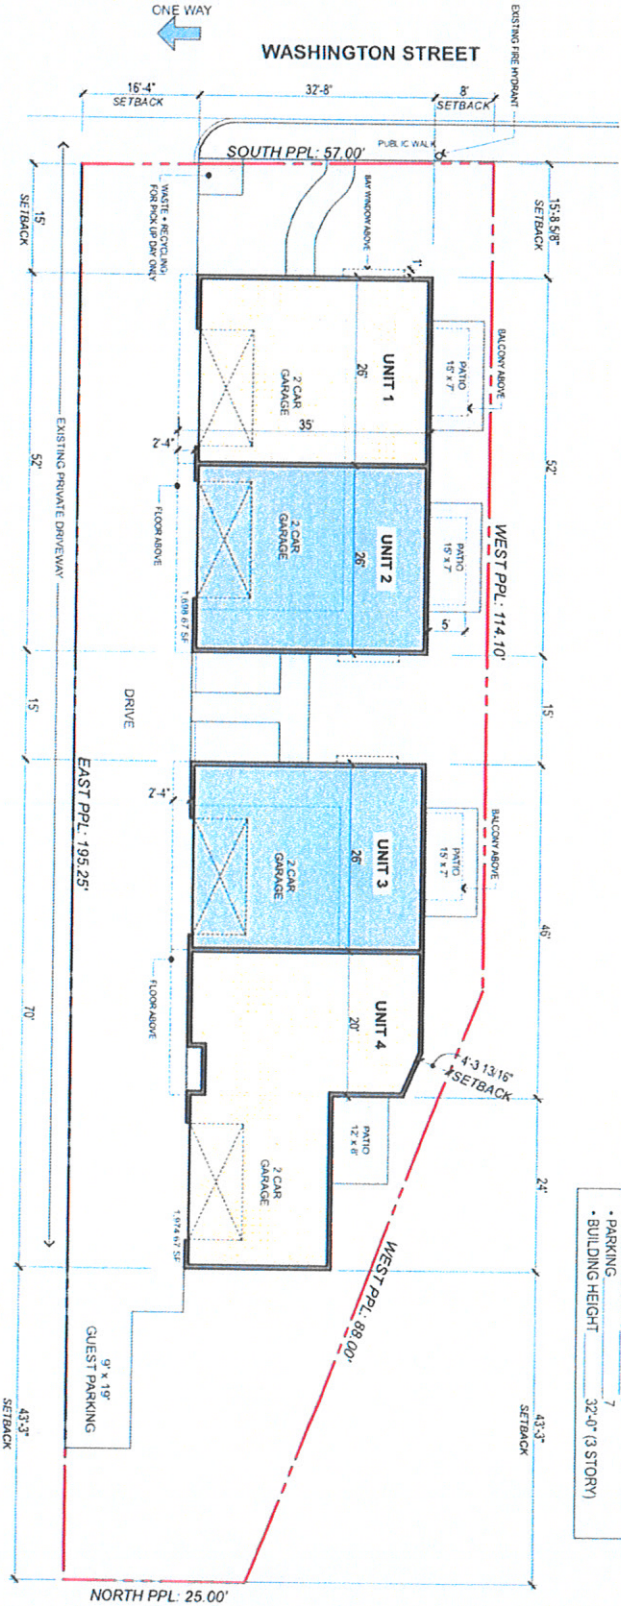 ONE WAY
WASHINGTON STREET
EXISTING FIRE HYDRANT
16'-4"
SETBACK
32'-8"
8'
SETBACK
SOUTH PPL: 57.00'
PUBLIC WALK
15'
SETBACK
WASTE + RECYCLING
FOR PICK UP DAY ONLY
BAY WINDOW ABOVE
1'
15'-8 5/8"
SETBACK
UNIT 1
26'
2 CAR
GARAGE
35'
PATIO
15' x 7'
BALCONY ABOVE
2'-4"
52'
EXISTING PRIVATE DRIVEWAY
FLOOR ABOVE
UNIT 2
26'
2 CAR
GARAGE
1,698.67 SF
PATIO
15' x 7'
5'
WEST PPL: 114.10'
52'
15'
DRIVE
15'
EAST PPL: 195.25'
2'-4"
UNIT 3
26'
2 CAR
GARAGE
PATIO
15' x 7'
BALCONY ABOVE
46'
70'
FLOOR ABOVE
UNIT 4
20'
4'-3 13/16"
SETBACK
2 CAR
GARAGE
1,974.67 SF
PATIO
12' x 8'
24'
WEST PPL: 88.00'
• PARKING 7
• BUILDING HEIGHT 32'-0" (3 STORY)
9' x 19'
GUEST PARKING
43'-3"
SETBACK
43'-3"
SETBACK
NORTH PPL: 25.00'